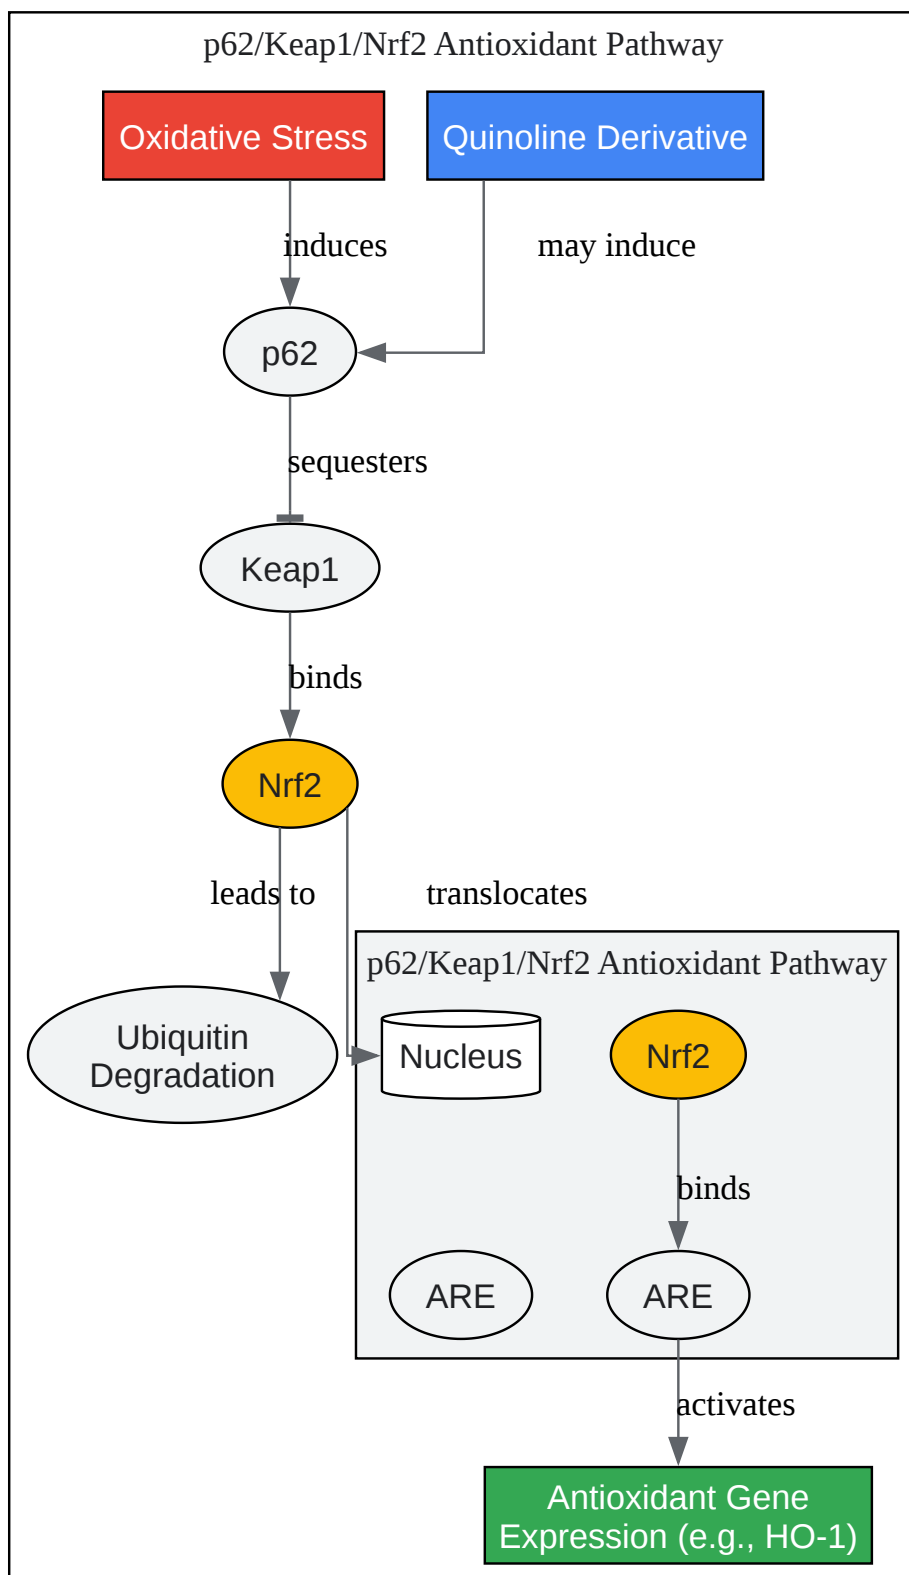 p62/Keap1/Nrf2 Antioxidant Pathway
Oxidative Stress
Quinoline Derivative
induces
may induce
p62
sequesters
Keap1
binds
Nrf2
leads to
translocates
p62/Keap1/Nrf2 Antioxidant Pathway
Ubiquitin
Degradation
Nucleus
Nrf2
binds
ARE
ARE
activates
Antioxidant Gene
Expression (e.g., HO-1)